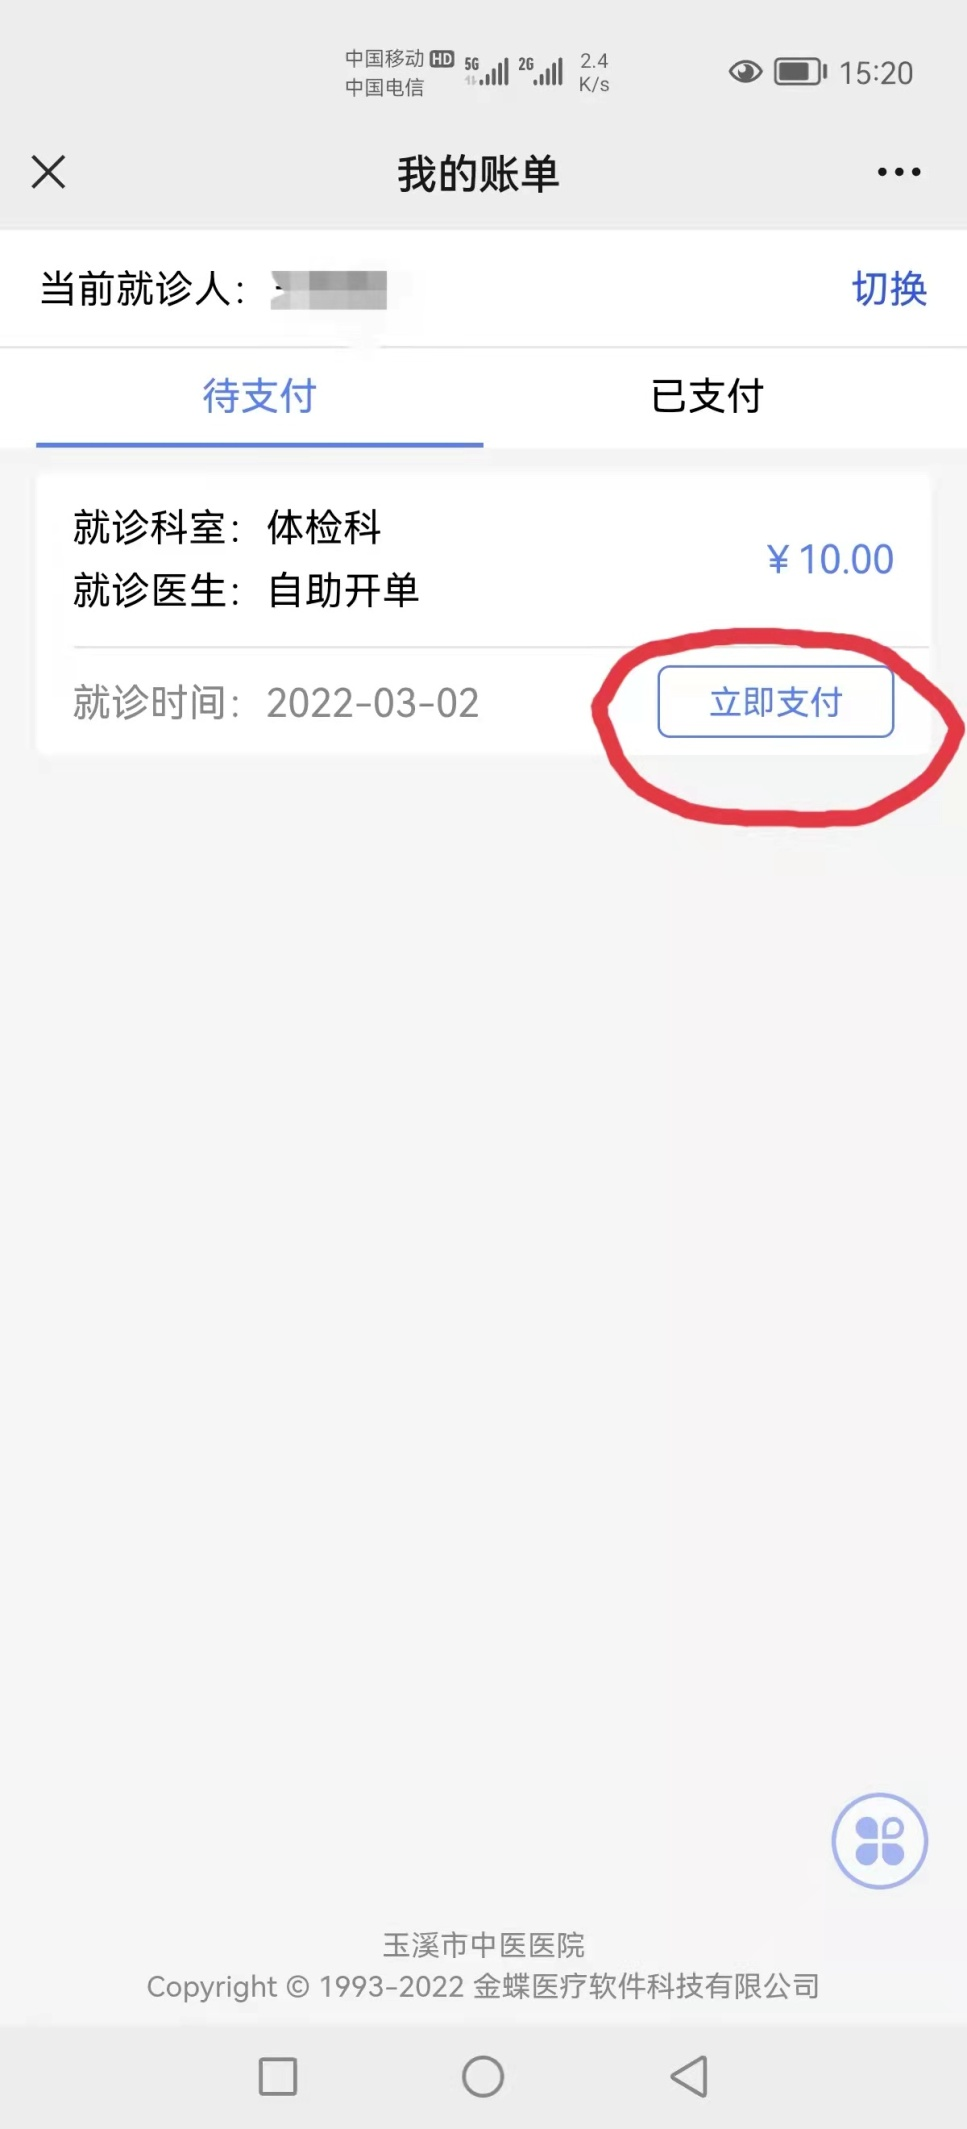 中国移动 HD 5G 2G 2.4
中国电信 K/s 15:20
我的账单
当前就诊人：
切换
待支付 已支付
就诊科室：体检科
¥ 10.00
就诊医生：自助开单
就诊时间：2022-03-02 立即支付
玉溪市中医医院
Copyright © 1993-2022 金蝶医疗软件科技有限公司